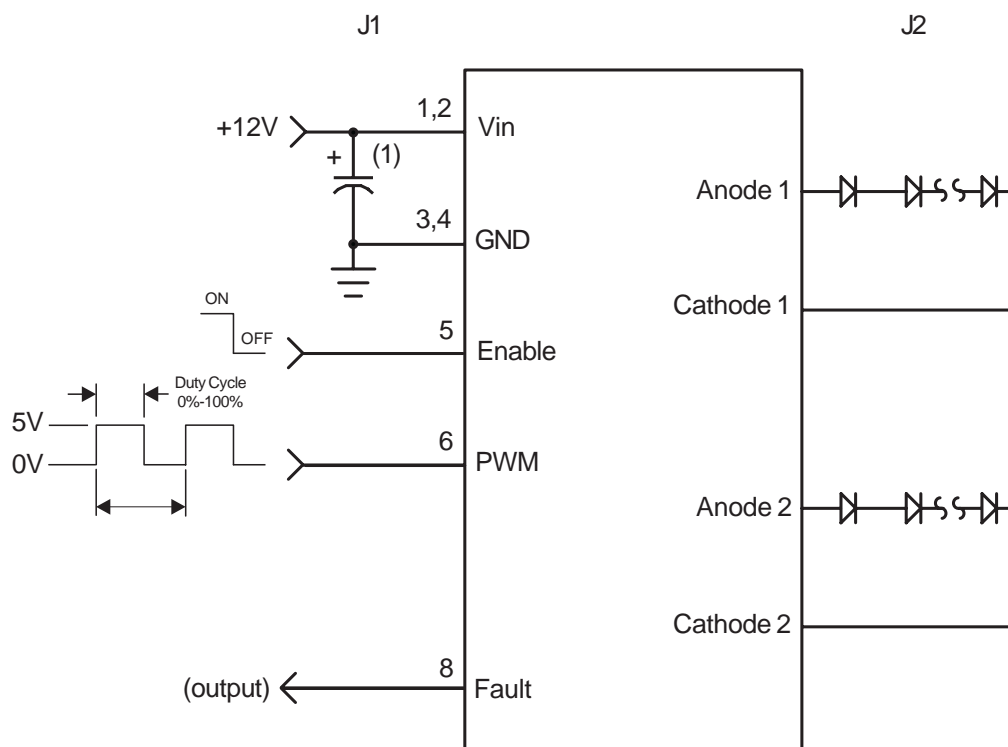 J1
J2
+12V
1,2
Vin
+
(1)
Anode 1
3,4
GND
Cathode 1
ON
OFF
5
Enable
Duty Cycle
0%-100%
5V
0V
6
PWM
Anode 2
Cathode 2
(output)
8
Fault